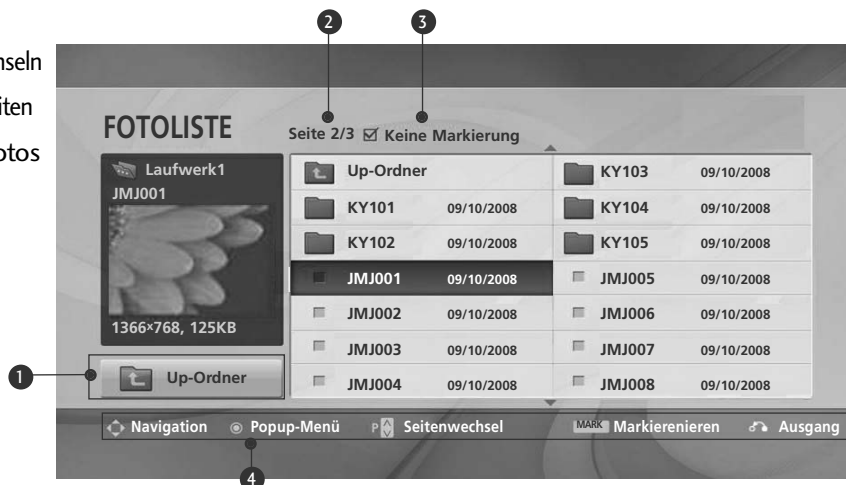 2 3
nseln
iten
otos
FOTOLISTE
Seite 2/3 Keine Markierung
Laufwerk1
JMJ001
1366×768, 125KB
1 Up-Ordner
Up-Ordner KY103 09/10/2008
KY101 09/10/2008 KY104 09/10/2008
KY102 09/10/2008 KY105 09/10/2008
JMJ001 09/10/2008 JMJ005 09/10/2008
JMJ002 09/10/2008 JMJ006 09/10/2008
JMJ003 09/10/2008 JMJ007 09/10/2008
JMJ004 09/10/2008 JMJ008 09/10/2008
Navigation Popup-Menü P Seitenwechsel MARK Markierenieren Ausgang
4